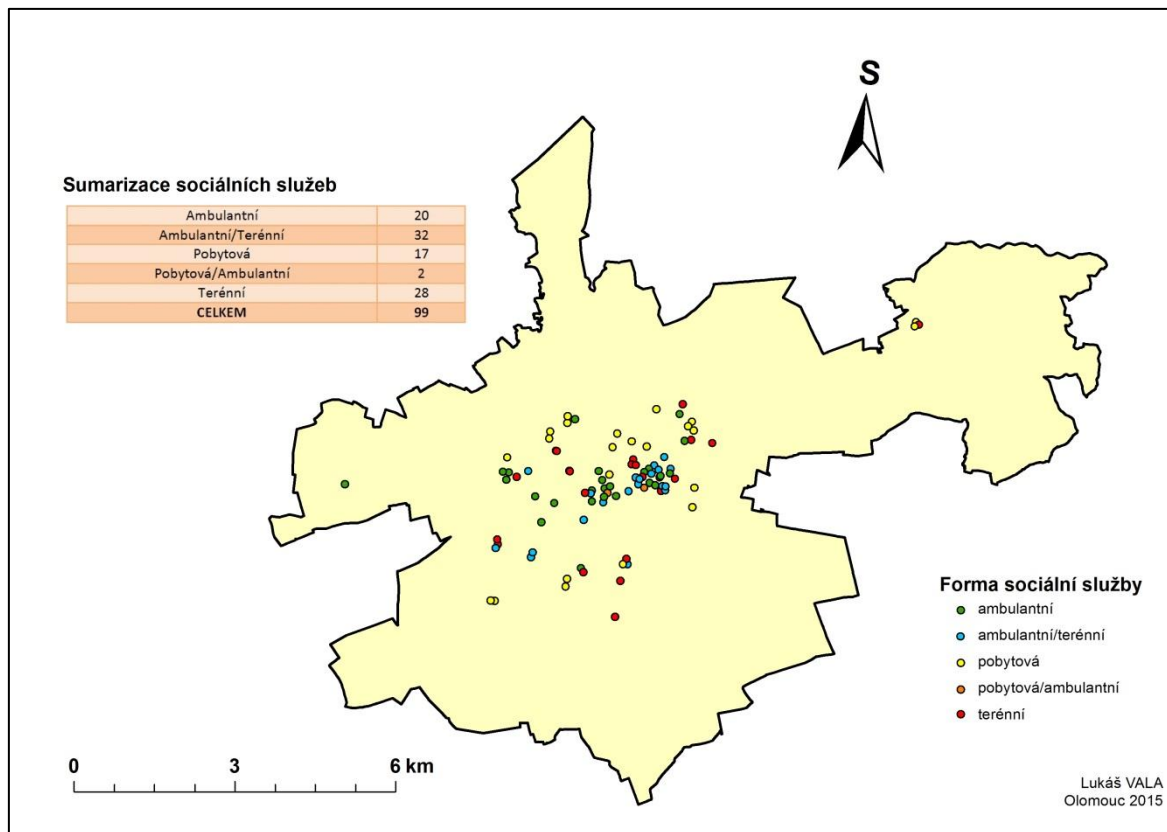 S
Sumarizace sociálních služeb
Ambulantní 20
Ambulantní/Terénní 32
Pobytová 17
Pobytová/Ambulantní 2
Terénní 28
CELKEM 99
Forma sociální služby
ambulantní
ambulantní/terénní
pobytová
pobytová/ambulantní
terénní
0 3 6 km
Lukáš VALA
Olomouc 2015